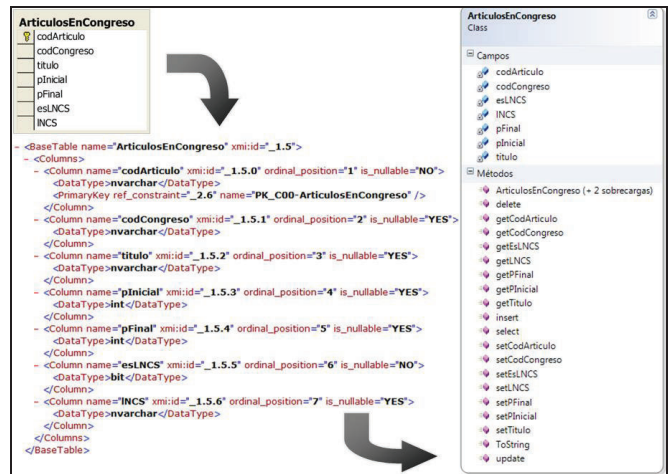 ArticulosEnCongreso
codArticulo
codCongreso
titulo
pInicial
pFinal
esLNCS
lNCS
- <BaseTable name="ArticulosEnCongreso" xmi:id="_1.5">
- <Columns>
- <Column name="codArticulo" xmi:id="_1.5.0" ordinal_position="1" is_nullable="NO">
<DataType>nvarchar</DataType>
<PrimaryKey ref_constraint="_2.6" name="PK_C00-ArticulosEnCongreso" />
</Column>
- <Column name="codCongreso" xmi:id="_1.5.1" ordinal_position="2" is_nullable="YES">
<DataType>nvarchar</DataType>
</Column>
- <Column name="titulo" xmi:id="_1.5.2" ordinal_position="3" is_nullable="YES">
<DataType>nvarchar</DataType>
</Column>
- <Column name="pInicial" xmi:id="_1.5.3" ordinal_position="4" is_nullable="YES">
<DataType>int</DataType>
</Column>
- <Column name="pFinal" xmi:id="_1.5.4" ordinal_position="5" is_nullable="YES">
<DataType>int</DataType>
</Column>
- <Column name="esLNCS" xmi:id="_1.5.5" ordinal_position="6" is_nullable="NO">
<DataType>bit</DataType>
</Column>
- <Column name="lNCS" xmi:id="_1.5.6" ordinal_position="7" is_nullable="YES">
<DataType>nvarchar</DataType>
</Column>
</Columns>
</BaseTable>
ArticulosEnCongreso
Class
Campos
codArticulo
codCongreso
esLNCS
lNCS
pFinal
pInicial
titulo
Métodos
ArticulosEnCongreso (+ 2 sobrecargas)
delete
getCodArticulo
getCodCongreso
getEsLNCS
getLNCS
getPFinal
getPInicial
getTitulo
insert
select
setCodArticulo
setCodCongreso
setEsLNCS
setLNCS
setPFinal
setPInicial
setTitulo
ToString
update